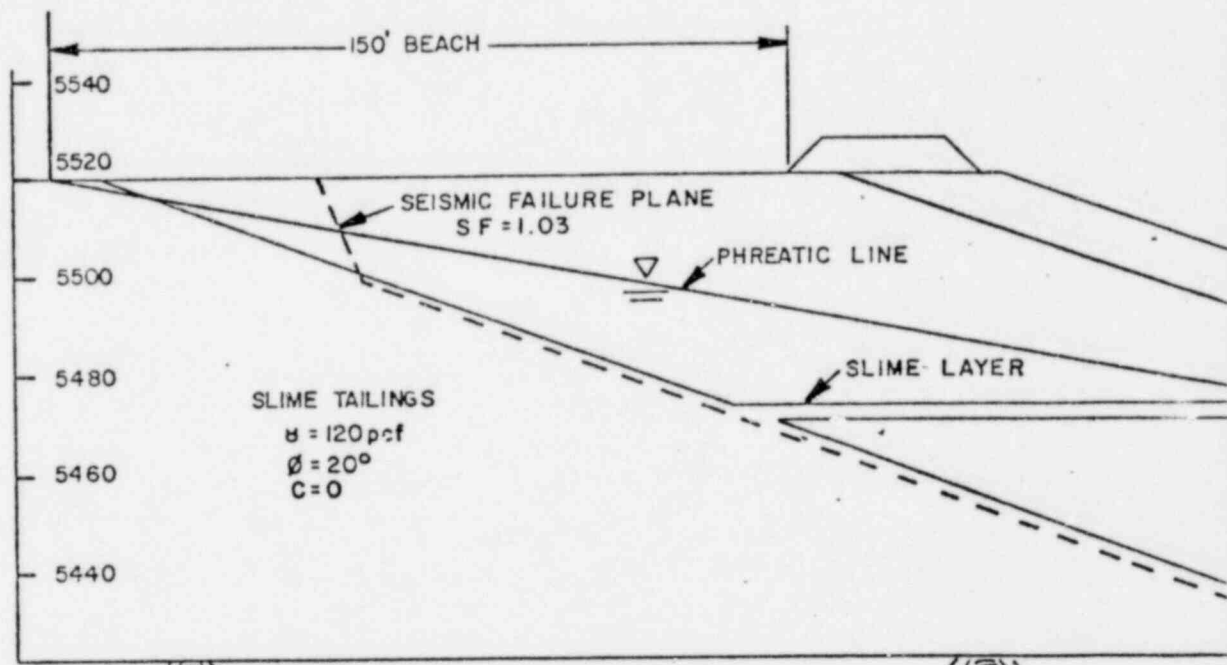 150' BEACH
5540
5520
SEISMIC FAILURE PLANE
SF=1.03
PHREATIC LINE
5500
5480
SLIME LAYER
SLIME TAILINGS
ɣ = 120 pcf
5460
Ø = 20°
C=0
5440